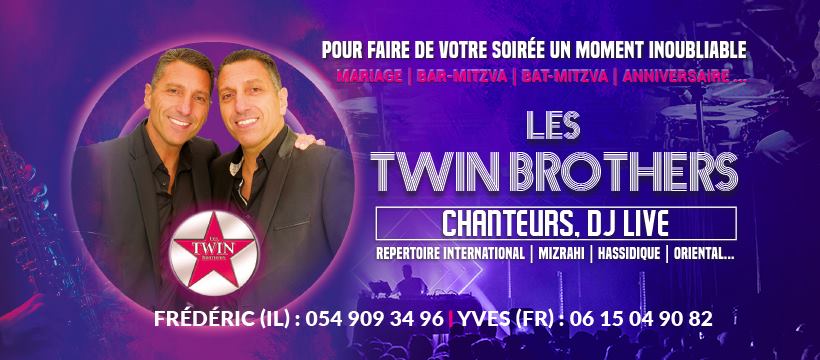 POUR FAIRE DE VOTRE SOIRÉE UN MOMENT INOUBLIABLE
MARIAGE | BAR-MITZVA | BAT-MITZVA | ANNIVERSAIRE ...
LES
TWIN BROTHERS
CHANTEURS, DJ LIVE
REPERTOIRE INTERNATIONAL | MIZRAHI | HASSIDIQUE | ORIENTAL...
LES
TWIN
BROTHERS
FRÉDÉRIC (IL) : 054 909 34 96 | YVES (FR) : 06 15 04 90 82